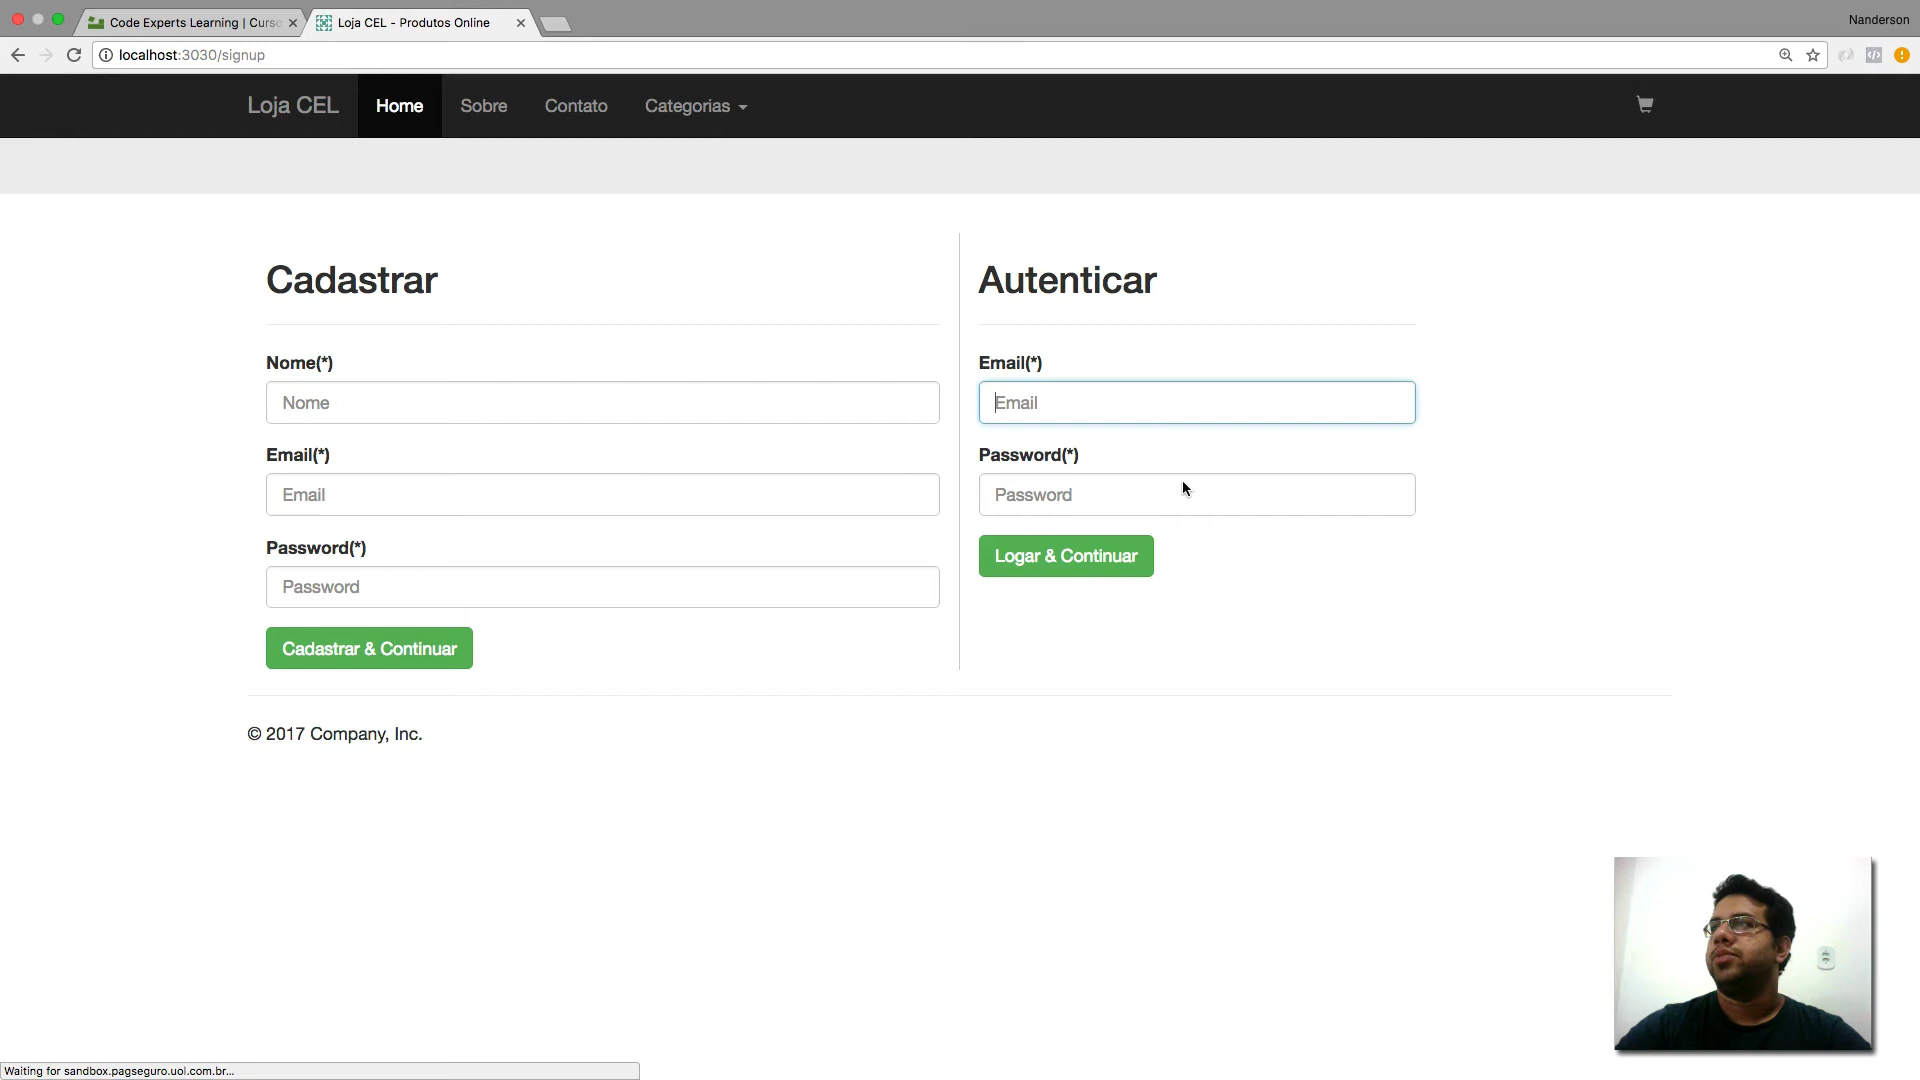 Code Experts Learning | Curso
Loja CEL - Produtos Online
Nanderson
localhost:3030/signup
Loja CEL
Home
Sobre
Contato
Categorias
Cadastrar
Nome(*)
Nome
Email(*)
Email
Password(*)
Password
Cadastrar & Continuar
Autenticar
Email(*)
Email
Password(*)
Password
Logar & Continuar
© 2017 Company, Inc.
Waiting for sandbox.pagseguro.uol.com.br...